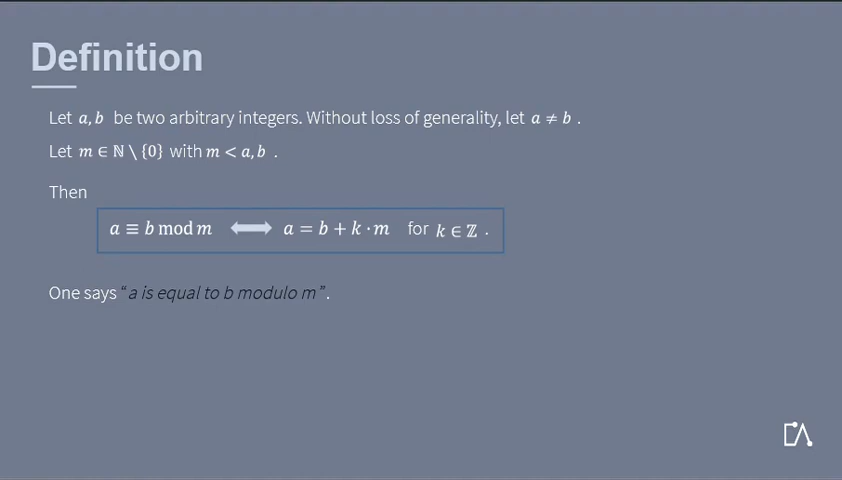 Definition
Let a, b be two arbitrary integers. Without loss of generality, let a ≠ b .
Let m ∈ ℕ \ {0} with m < a, b .
Then
a ≡ b mod m ⟺ a = b + k · m for k ∈ ℤ .
One says “a is equal to b modulo m”.